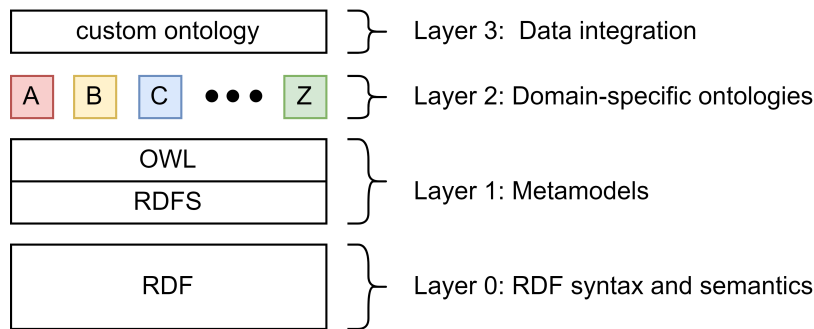 custom ontology Layer 3: Data integration
A B C ••• Z Layer 2: Domain-specific ontologies
OWL
RDFS
Layer 1: Metamodels
RDF Layer 0: RDF syntax and semantics